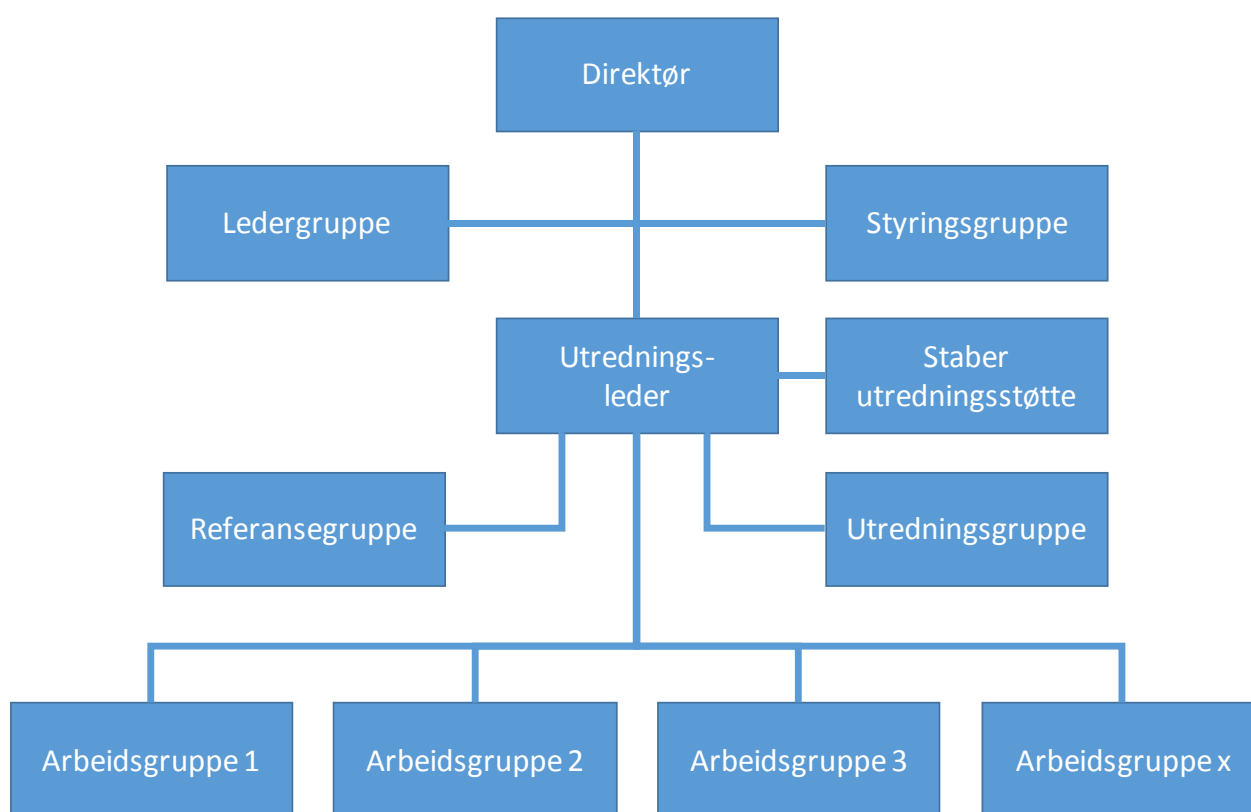 Direktør
Ledergruppe
Styringsgruppe
Utrednings-
leder
Staber
utredningsstøtte
Referansegruppe
Utredningsgruppe
Arbeidsgruppe 1
Arbeidsgruppe 2
Arbeidsgruppe 3
Arbeidsgruppe x